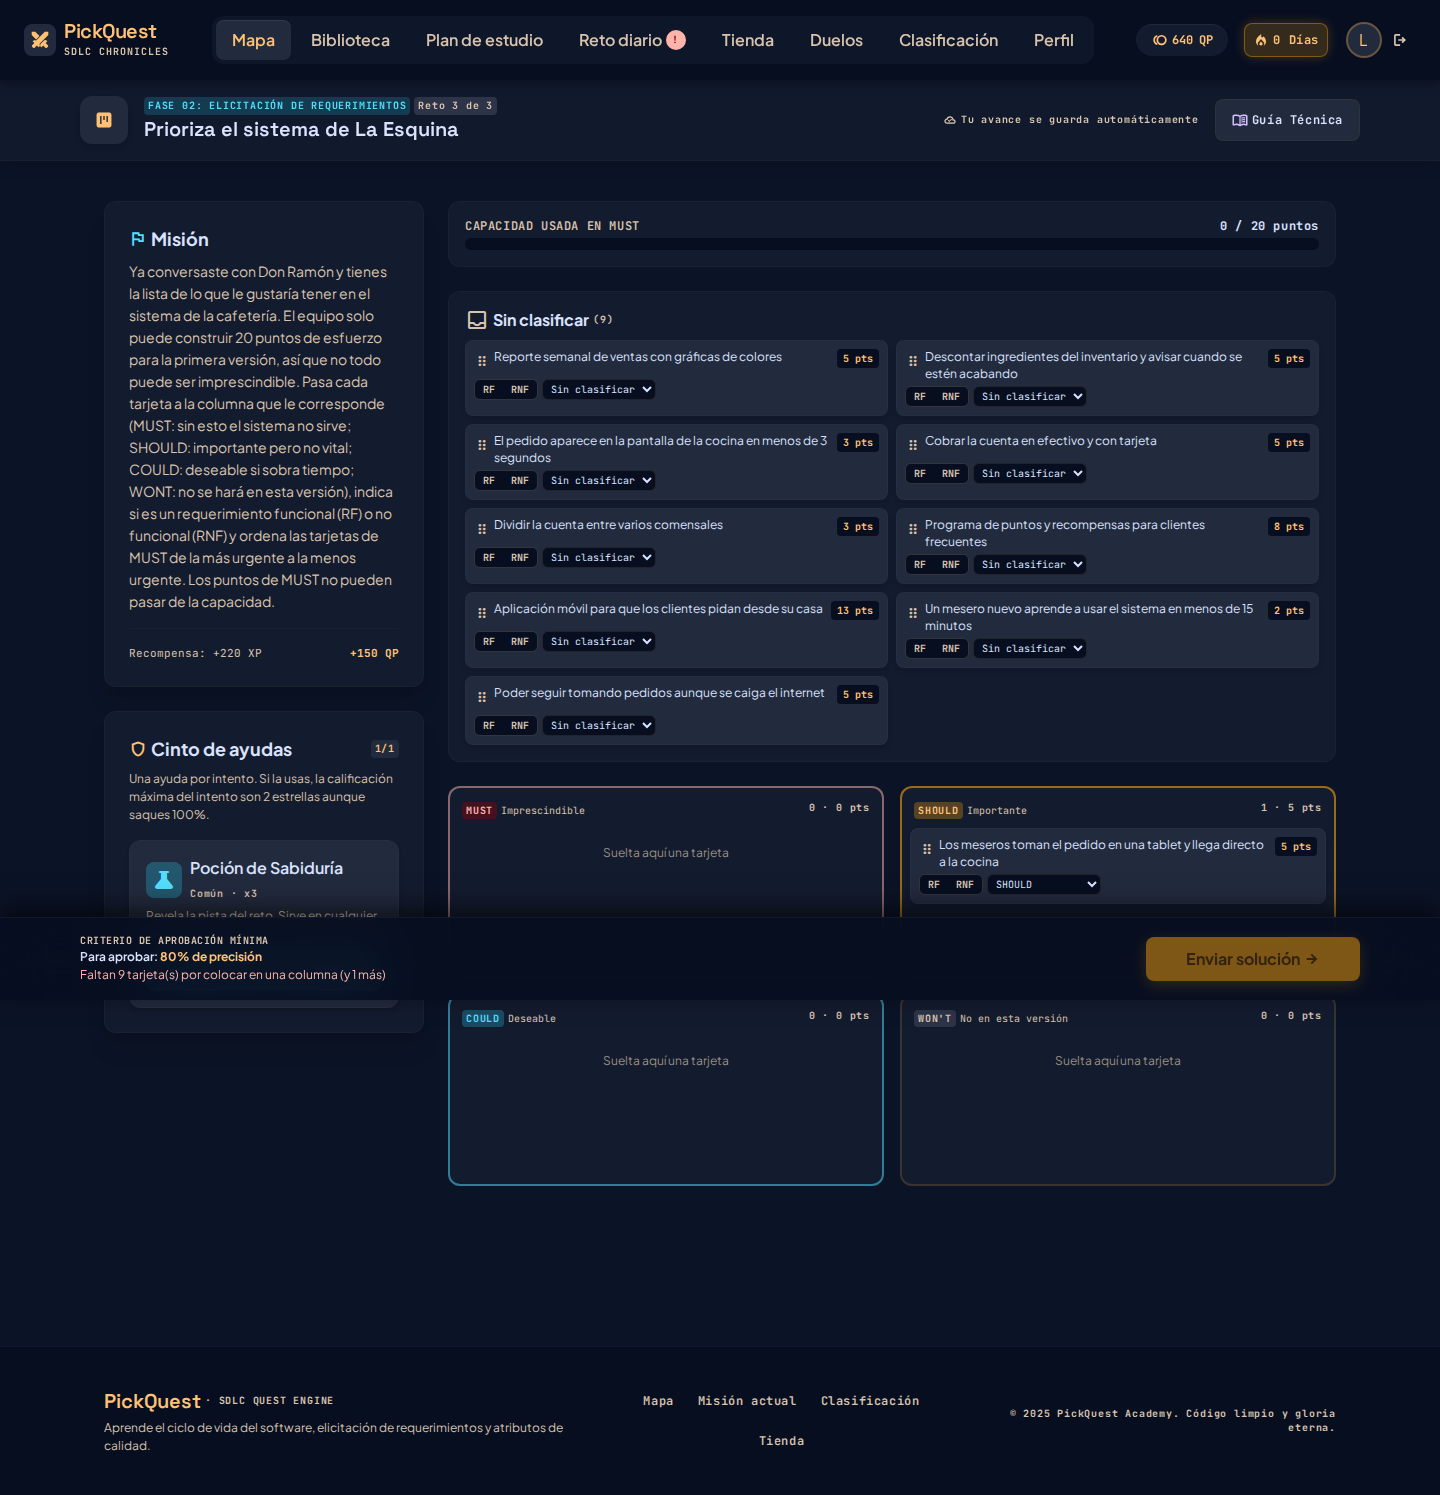 PickQuest
SDLC CHRONICLES
Mapa
Biblioteca
Plan de estudio
Reto diario !
Tienda
Duelos
Clasificación
Perfil
640 QP
0 Días
L
FASE 02: ELICITACIÓN DE REQUERIMIENTOS Reto 3 de 3
Prioriza el sistema de La Esquina
Tu avance se guarda automáticamente
Guía Técnica
Misión
Ya conversaste con Don Ramón y tienes
la lista de lo que le gustaría tener en el
sistema de la cafetería. El equipo solo
puede construir 20 puntos de esfuerzo
para la primera versión, así que no todo
puede ser imprescindible. Pasa cada
tarjeta a la columna que le corresponde
(MUST: sin esto el sistema no sirve;
SHOULD: importante pero no vital;
COULD: deseable si sobra tiempo;
WONT: no se hará en esta versión), indica
si es un requerimiento funcional (RF) o no
funcional (RNF) y ordena las tarjetas de
MUST de la más urgente a la menos
urgente. Los puntos de MUST no pueden
pasar de la capacidad.
Recompensa: +220 XP
+150 QP
Cinto de ayudas
1/1
Una ayuda por intento. Si la usas, la calificación
máxima del intento son 2 estrellas aunque
saques 100%.
Poción de Sabiduría
Común · x3
Revela la pista del reto. Sirve en cualquier
CAPACIDAD USADA EN MUST
0 / 20 puntos
Sin clasificar (9)
Reporte semanal de ventas con gráficas de colores
5 pts
RF RNF Sin clasificar
Descontar ingredientes del inventario y avisar cuando se
estén acabando
5 pts
RF RNF Sin clasificar
El pedido aparece en la pantalla de la cocina en menos de 3
segundos
3 pts
RF RNF Sin clasificar
Cobrar la cuenta en efectivo y con tarjeta
5 pts
RF RNF Sin clasificar
Dividir la cuenta entre varios comensales
3 pts
RF RNF Sin clasificar
Programa de puntos y recompensas para clientes
frecuentes
8 pts
RF RNF Sin clasificar
Aplicación móvil para que los clientes pidan desde su casa
13 pts
RF RNF Sin clasificar
Un mesero nuevo aprende a usar el sistema en menos de 15
minutos
2 pts
RF RNF Sin clasificar
Poder seguir tomando pedidos aunque se caiga el internet
5 pts
RF RNF Sin clasificar
MUST Imprescindible
0 · 0 pts
Suelta aquí una tarjeta
SHOULD Importante
1 · 5 pts
Los meseros toman el pedido en una tablet y llega directo
a la cocina
5 pts
RF RNF SHOULD
CRITERIO DE APROBACIÓN MÍNIMA
Para aprobar: 80% de precisión
Faltan 9 tarjeta(s) por colocar en una columna (y 1 más)
Enviar solución →
COULD Deseable
0 · 0 pts
Suelta aquí una tarjeta
WON'T No en esta versión
0 · 0 pts
Suelta aquí una tarjeta
PickQuest · SDLC QUEST ENGINE
Aprende el ciclo de vida del software, elicitación de requerimientos y atributos de
calidad.
Mapa
Misión actual
Clasificación
Tienda
© 2025 PickQuest Academy. Código limpio y gloria
eterna.